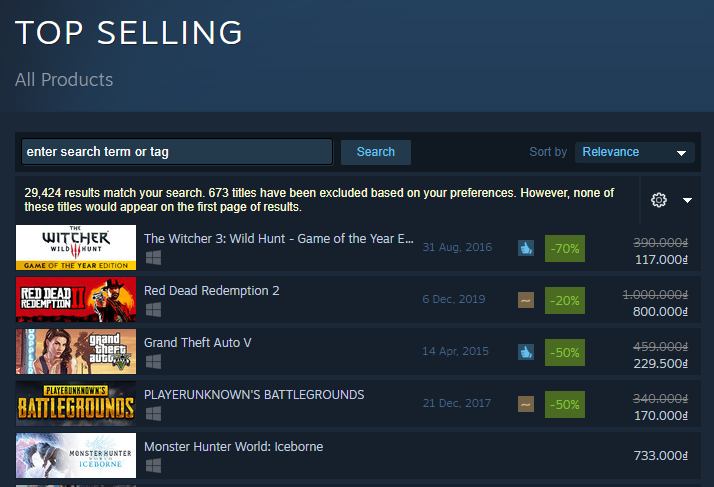 TOP SELLING
All Products
enter search term or tag
Search
Sort by
Relevance
29,424 results match your search. 673 titles have been excluded based on your preferences. However, none of
these titles would appear on the first page of results.
THE
WITCHER
WILD HUNT
GAME OF THE YEAR EDITION
The Witcher 3: Wild Hunt - Game of the Year E...
31 Aug, 2016
-70%
390.000₫
117.000₫
RED DEAD
REDEMPTION II
Red Dead Redemption 2
6 Dec, 2019
-20%
1.000.000₫
800.000₫
grand
theft
auto
V
Grand Theft Auto V
14 Apr, 2015
-50%
459.000₫
229.500₫
PLAYERUNKNOWN'S
BATTLEGROUNDS
PLAYERUNKNOWN'S BATTLEGROUNDS
21 Dec, 2017
-50%
340.000₫
170.000₫
MONSTER HUNTER
WORLD
ICEBORNE
Monster Hunter World: Iceborne
733.000₫